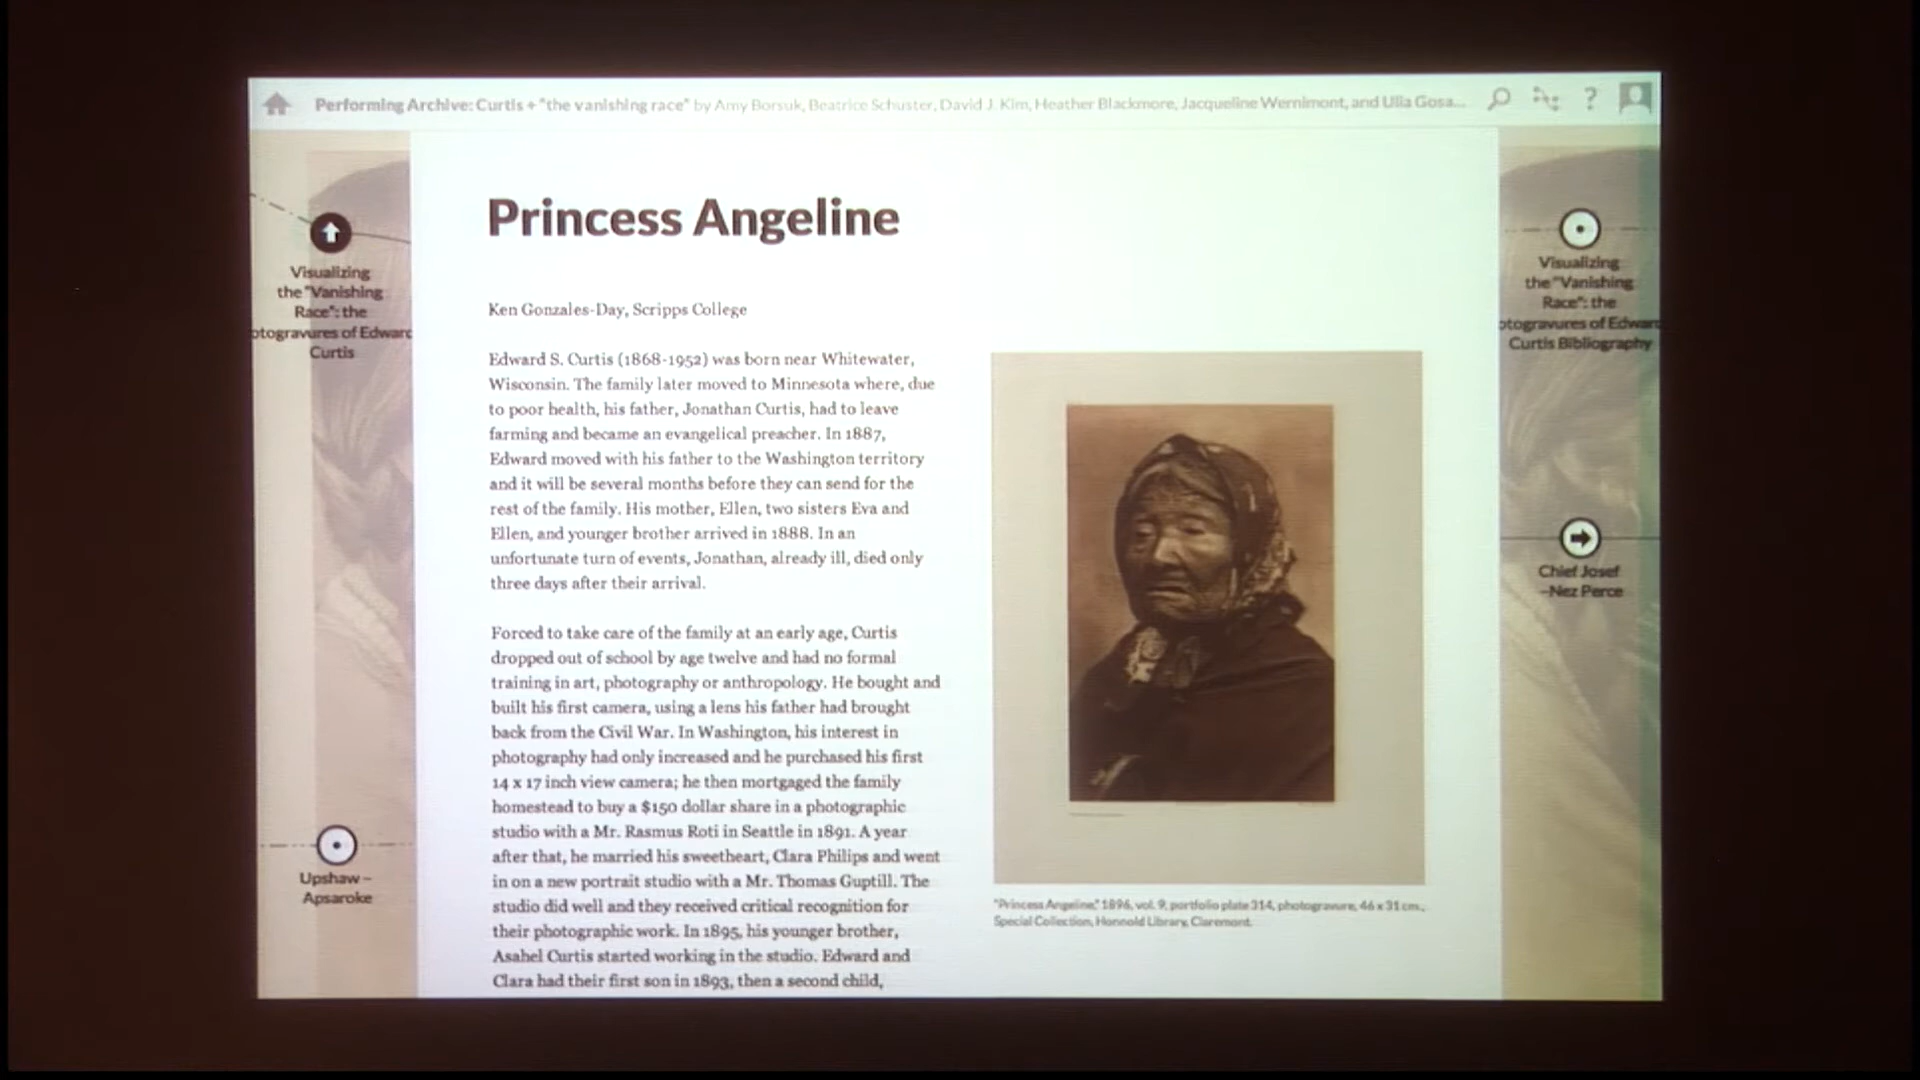 Performing Archive: Curtis + "the vanishing race" by Amy Borsuk, Beatrice Schuster, David J. Kim, Heather Blackmore, Jacqueline Wernimont, and Ulia Gosa...
?
Visualizing
the "Vanishing
Race": the
otogravures of Edward
Curtis
Upshaw –
Apsaroke
Princess Angeline
Ken Gonzales-Day, Scripps College
Edward S. Curtis (1868-1952) was born near Whitewater,
Wisconsin. The family later moved to Minnesota where, due
to poor health, his father, Jonathan Curtis, had to leave
farming and became an evangelical preacher. In 1887,
Edward moved with his father to the Washington territory
and it will be several months before they can send for the
rest of the family. His mother, Ellen, two sisters Eva and
Ellen, and younger brother arrived in 1888. In an
unfortunate turn of events, Jonathan, already ill, died only
three days after their arrival.
Forced to take care of the family at an early age, Curtis
dropped out of school by age twelve and had no formal
training in art, photography or anthropology. He bought and
built his first camera, using a lens his father had brought
back from the Civil War. In Washington, his interest in
photography had only increased and he purchased his first
14 x 17 inch view camera; he then mortgaged the family
homestead to buy a $150 dollar share in a photographic
studio with a Mr. Rasmus Roti in Seattle in 1891. A year
after that, he married his sweetheart, Clara Philips and went
in on a new portrait studio with a Mr. Thomas Guptill. The
studio did well and they received critical recognition for
their photographic work. In 1895, his younger brother,
Asahel Curtis started working in the studio. Edward and
Clara had their first son in 1893, then a second child,
"Princess Angeline," 1896, vol. 9, portfolio plate 314, photogravure, 46 x 31 cm.,
Special Collection, Honnold Library, Claremont.
Visualizing
the "Vanishing
Race": the
otogravures of Edward
Curtis Bibliography
Chief Josef
–Nez Perce